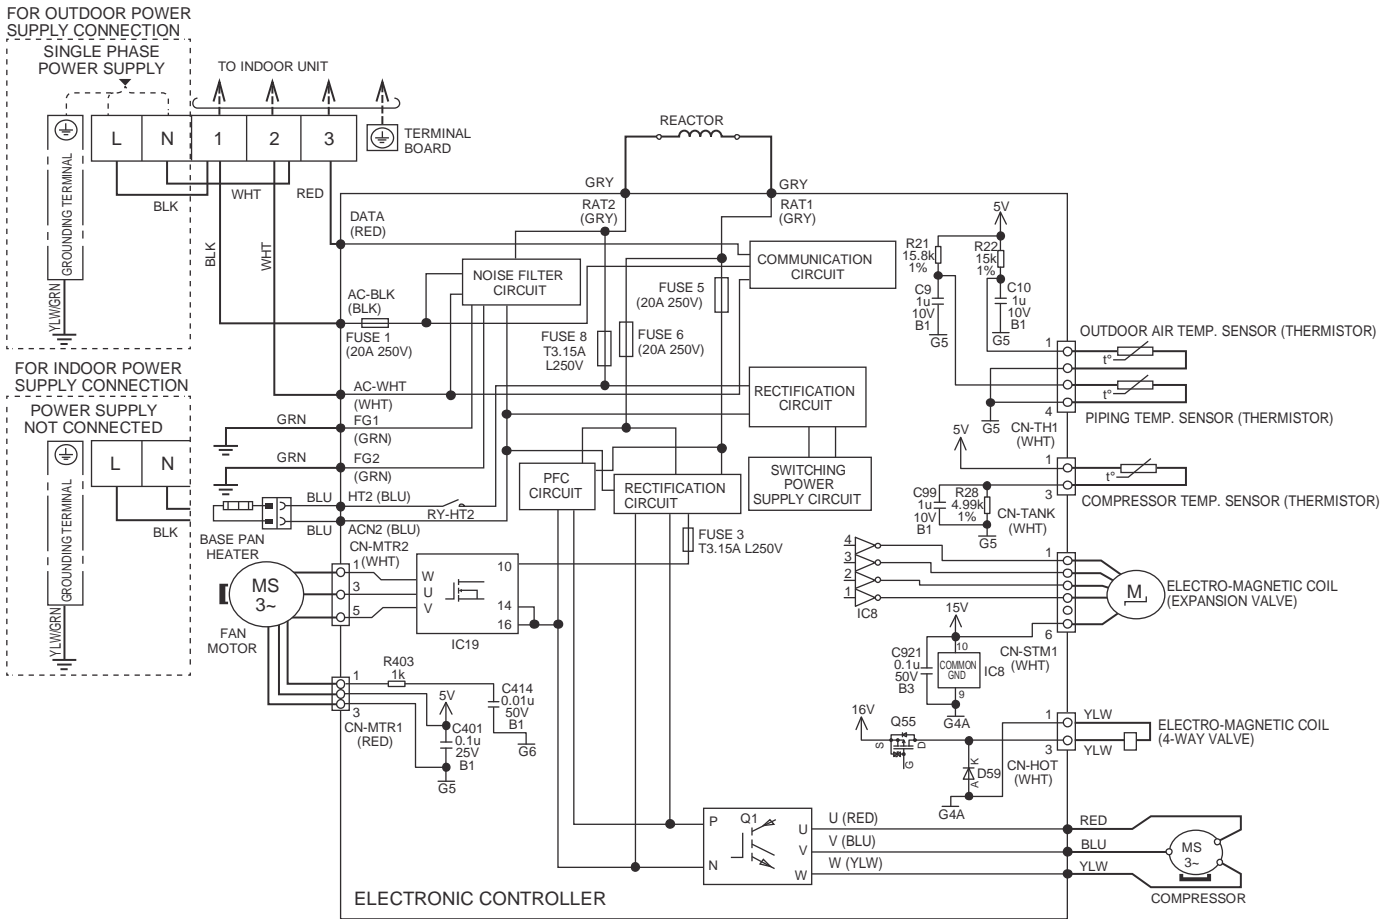 FOR OUTDOOR POWER
SUPPLY CONNECTION
SINGLE PHASE
POWER SUPPLY
TO INDOOR UNIT
L
N
1
2
3
TERMINAL
BOARD
GROUNDING TERMINAL
YLW/GRN
BLK
WHT
RED
BLK
WHT
REACTOR
GRY
GRY
RAT2
(GRY)
RAT1
(GRY)
DATA
(RED)
NOISE FILTER
CIRCUIT
COMMUNICATION
CIRCUIT
AC-BLK
(BLK)
FUSE 1
(20A 250V)
FUSE 5
(20A 250V)
FUSE 8
T3.15A
L250V
FUSE 6
(20A 250V)
5V
R21
15.8k
1%
R22
15k
1%
C9
1u
10V
B1
C10
1u
10V
B1
G5
G5
OUTDOOR AIR TEMP. SENSOR (THERMISTOR)
1
t°
t°
4
G5
CN-TH1
(WHT)
PIPING TEMP. SENSOR (THERMISTOR)
FOR INDOOR POWER
SUPPLY CONNECTION
POWER SUPPLY
NOT CONNECTED
L
N
GROUNDING TERMINAL
YLW/GRN
BLK
AC-WHT
(WHT)
GRN
FG1
(GRN)
GRN
FG2
(GRN)
RECTIFICATION
CIRCUIT
SWITCHING
POWER
SUPPLY CIRCUIT
PFC
CIRCUIT
RECTIFICATION
CIRCUIT
5V
1
t°
3
COMPRESSOR TEMP. SENSOR (THERMISTOR)
C99
1u
10V
B1
R28
4.99k
1%
G5
CN-TANK
(WHT)
BLU
HT2 (BLU)
RY-HT2
BLU
ACN2 (BLU)
BASE PAN
HEATER
FUSE 3
T3.15A L250V
CN-MTR2
(WHT)
1
3
5
W
U
V
10
14
16
IC19
MS
3~
FAN
MOTOR
4
3
2
1
IC8
1
6
M
ELECTRO-MAGNETIC COIL
(EXPANSION VALVE)
15V
10
COMMON
GND
9
IC8
C921
0.1u
50V
B3
G4A
CN-STM1
(WHT)
1
3
R403
1k
CN-MTR1
(RED)
5V
C401
0.1u
25V
B1
G5
C414
0.01u
50V
B1
G6
16V
Q55
S
D
G
K
A
D59
G4A
1
3
CN-HOT
(WHT)
YLW
YLW
ELECTRO-MAGNETIC COIL
(4-WAY VALVE)
P
N
Q1
U
V
W
U (RED)
V (BLU)
W (YLW)
RED
BLU
YLW
MS
3~
COMPRESSOR
ELECTRONIC CONTROLLER